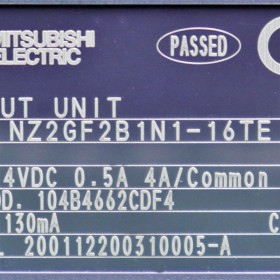 MITSUBISHI
ELECTRIC
PASSED
UT UNIT
NZ2GF2B1N1-16TE
4VDC 0.5A 4A/Common
D. 104B4662CDF4
130mA C
L 200112200310005-A